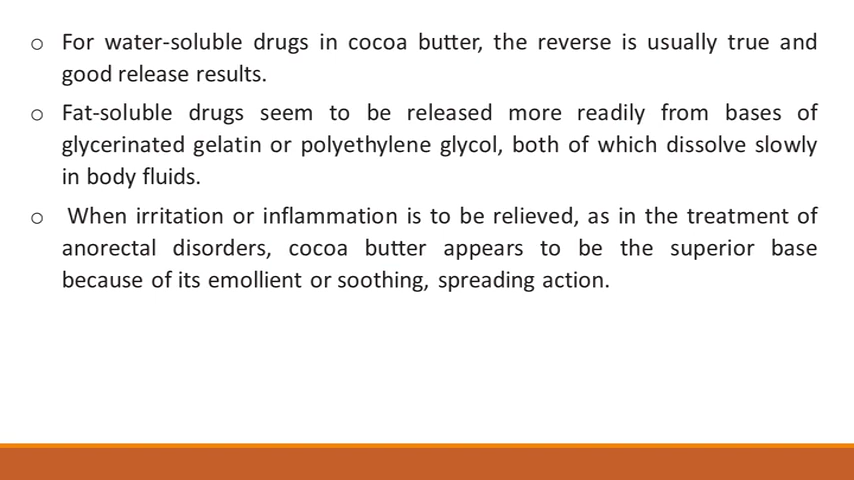 o For water-soluble drugs in cocoa butter, the reverse is usually true and
good release results.
o Fat-soluble drugs seem to be released more readily from bases of
glycerinated gelatin or polyethylene glycol, both of which dissolve slowly
in body fluids.
o When irritation or inflammation is to be relieved, as in the treatment of
anorectal disorders, cocoa butter appears to be the superior base
because of its emollient or soothing, spreading action.